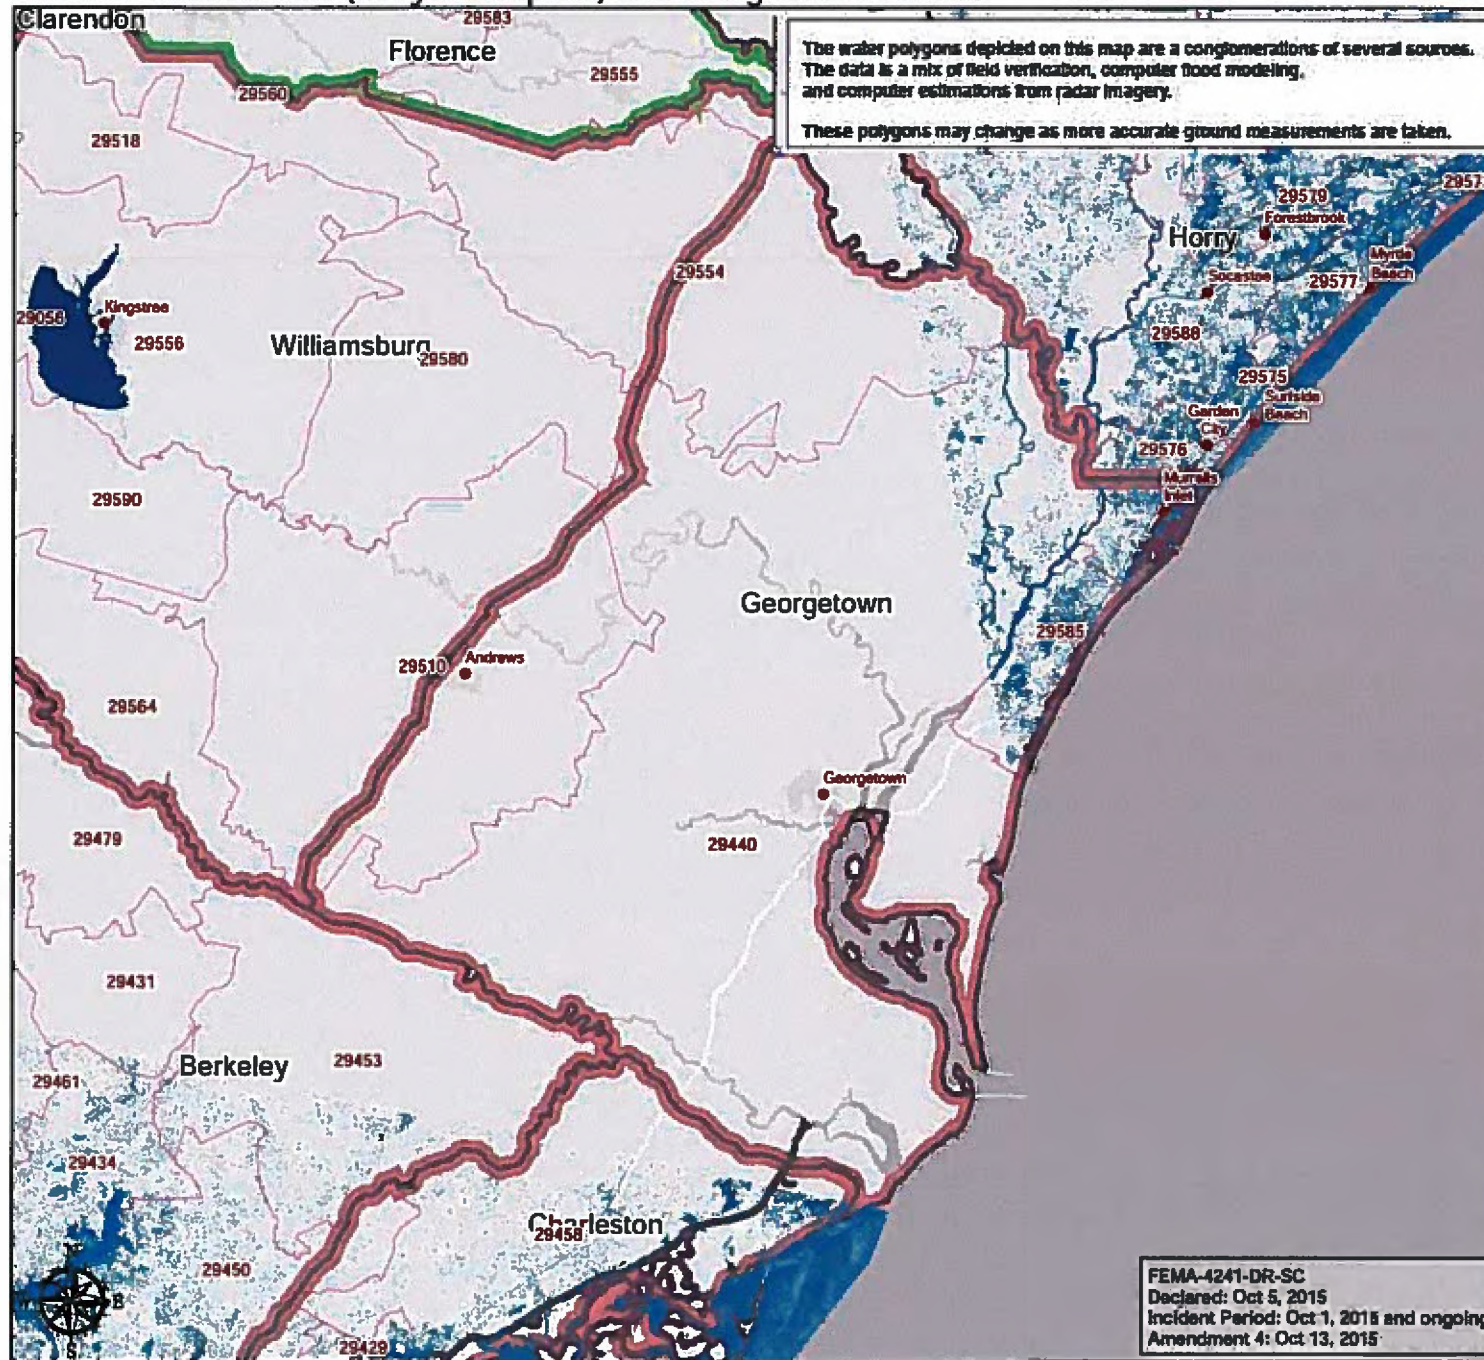 Clarendon
29583
Florence
29555
29560
The water polygons depicted on this map are a conglomerations of several sources.
The data is a mix of field verification, computer flood modeling,
and computer estimations from radar imagery.
These polygons may change as more accurate ground measurements are taken.
29518
2957
29579
Forestbrook
Horry
Myrtle
Beach
29554
Socastee
29577
29056
Kingstree
29556
Williamsburg
29580
29588
29575
Surfside
Beach
Garden
City
29576
Murrells
Inlet
29590
Georgetown
29585
29510
Andrews
29564
Georgetown
29479
29440
29431
Berkeley
29453
29461
29434
Charleston
29458
29450
N
E
S
29429
FEMA-4241-DR-SC
Declared: Oct 5, 2015
Incident Period: Oct 1, 2015 and ongoing
Amendment 4: Oct 13, 2015